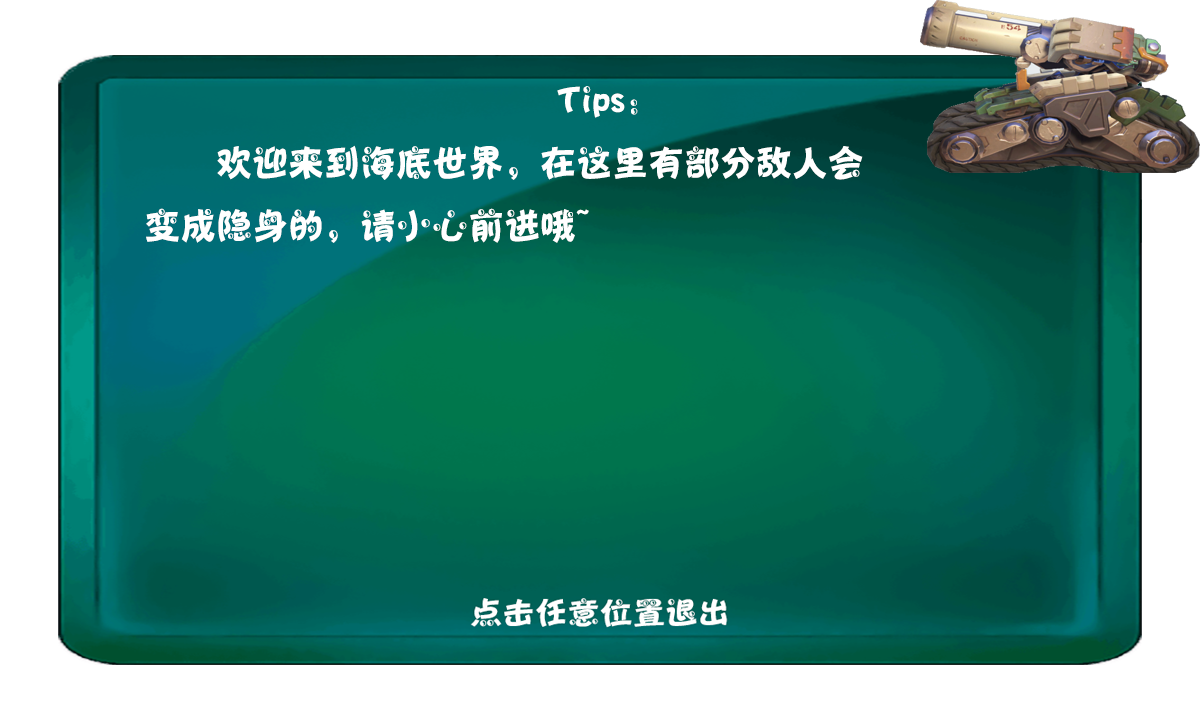 54
Tips：
欢迎来到海底世界，在这里有部分敌人会
变成隐身的，请小心前进哦~
点击任意位置退出